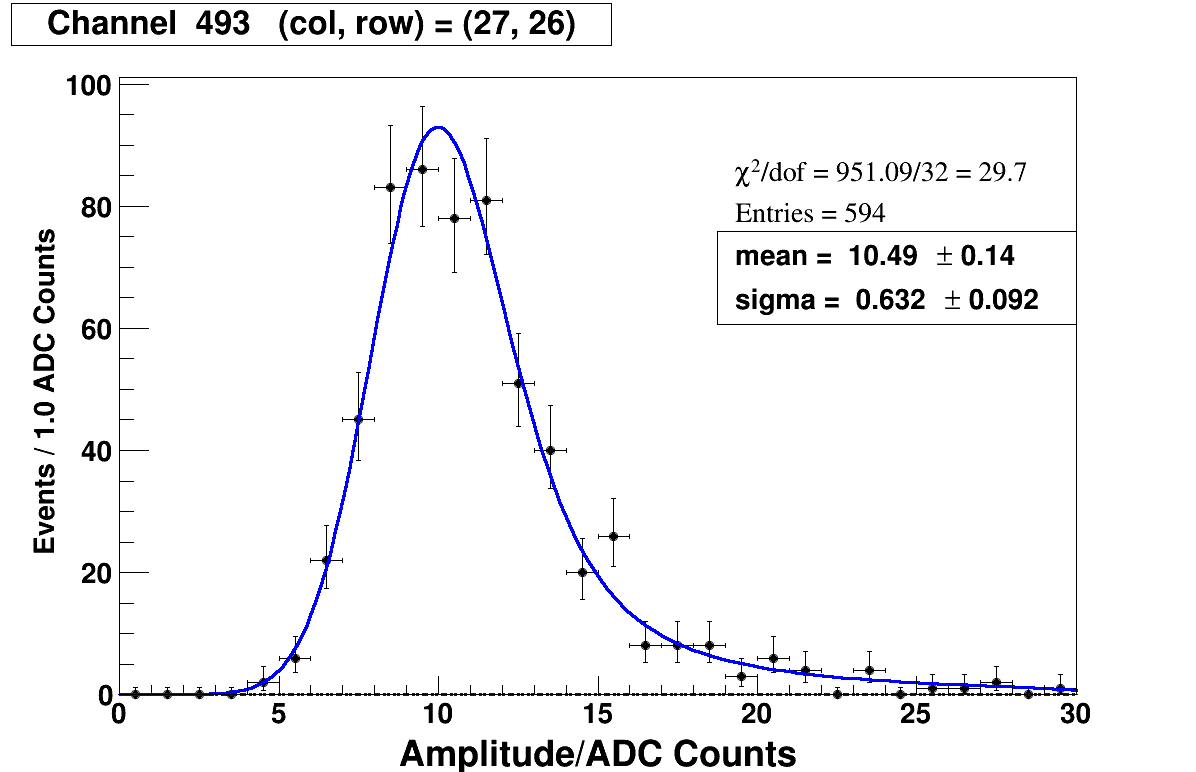 Channel 493 (col, row) = (27, 26)
100
80
60
40
20
0
Events / 1.0 ADC Counts
χ²/dof = 951.09/32 = 29.7
Entries = 594
mean = 10.49 ± 0.14
sigma = 0.632 ± 0.092
0 5 10 15 20 25 30
Amplitude/ADC Counts